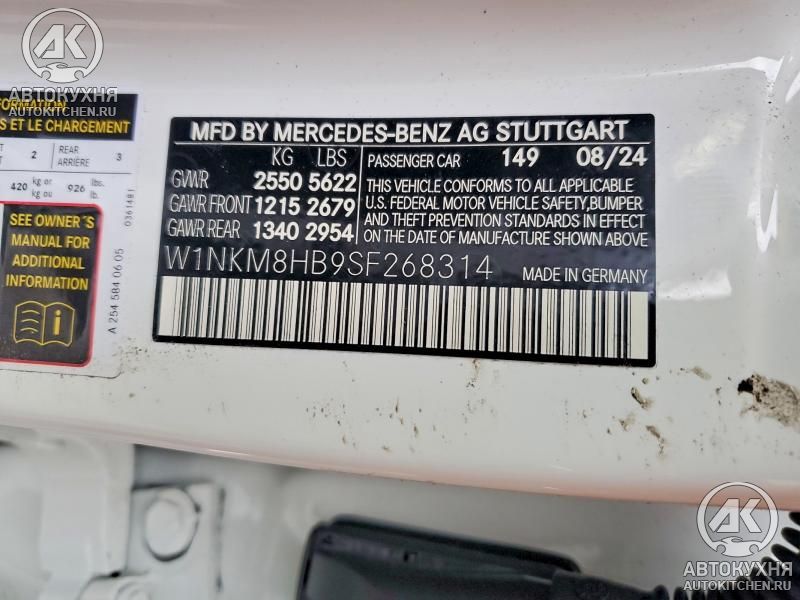 AK
АВТОКУХНЯ
AUTOKITCHEN.RU
S ET LE CHARGEMENT
2
REAR
ARRIÈRE
3
420
kg or
kg ou
926
lbs.
lb.
SEE OWNER´S
MANUAL FOR
ADDITIONAL
INFORMATION
i
A 254 584 06 05
0361481
MFD BY MERCEDES-BENZ AG STUTTGART
KG LBS
GVWR 2550 5622
GAWR FRONT 1215 2679
GAWR REAR 1340 2954
PASSENGER CAR 149 08/24
THIS VEHICLE CONFORMS TO ALL APPLICABLE
U.S. FEDERAL MOTOR VEHICLE SAFETY,BUMPER
AND THEFT PREVENTION STANDARDS IN EFFECT
ON THE DATE OF MANUFACTURE SHOWN ABOVE.
W1NKM8HB9SF268314
MADE IN GERMANY
AK
АВТОКУХНЯ
AUTOKITCHEN.RU